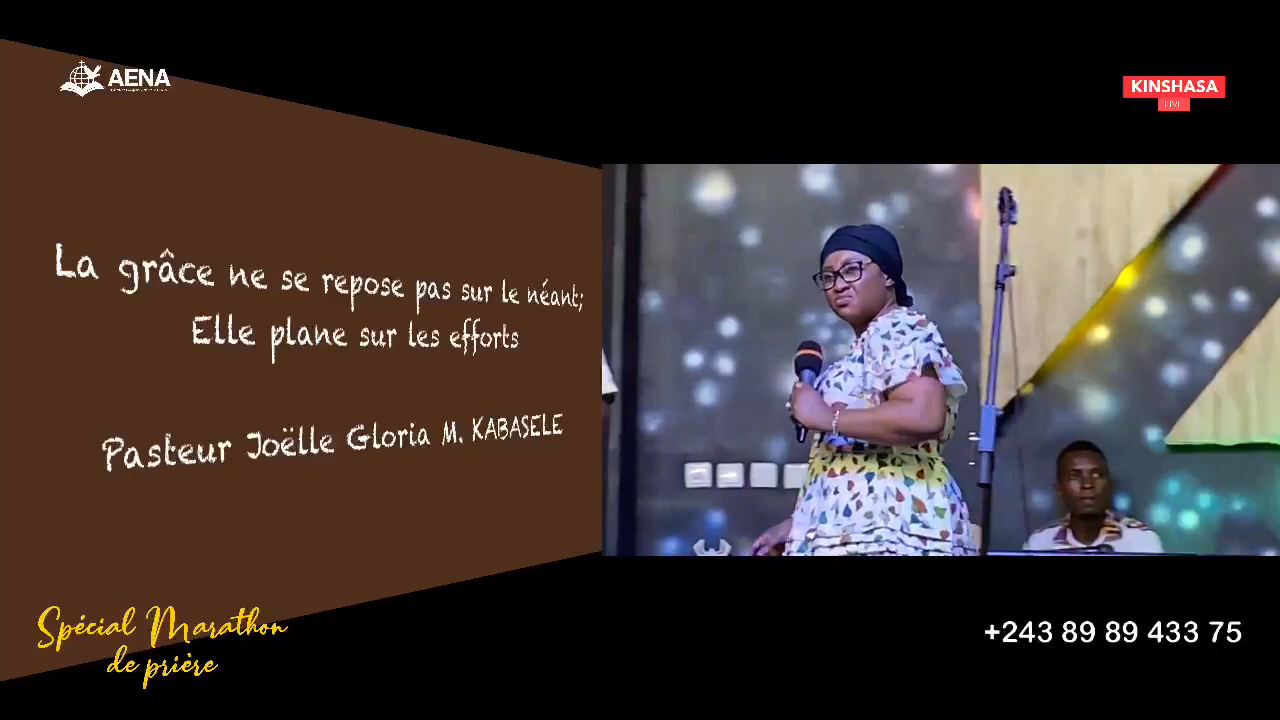 AENA
KINSHASA
LIVE
La grâce ne se repose pas sur le néant;
Elle plane sur les efforts
Pasteur Joëlle Gloria M. KABASELE
Spécial Marathon
de prière
+243 89 89 433 75